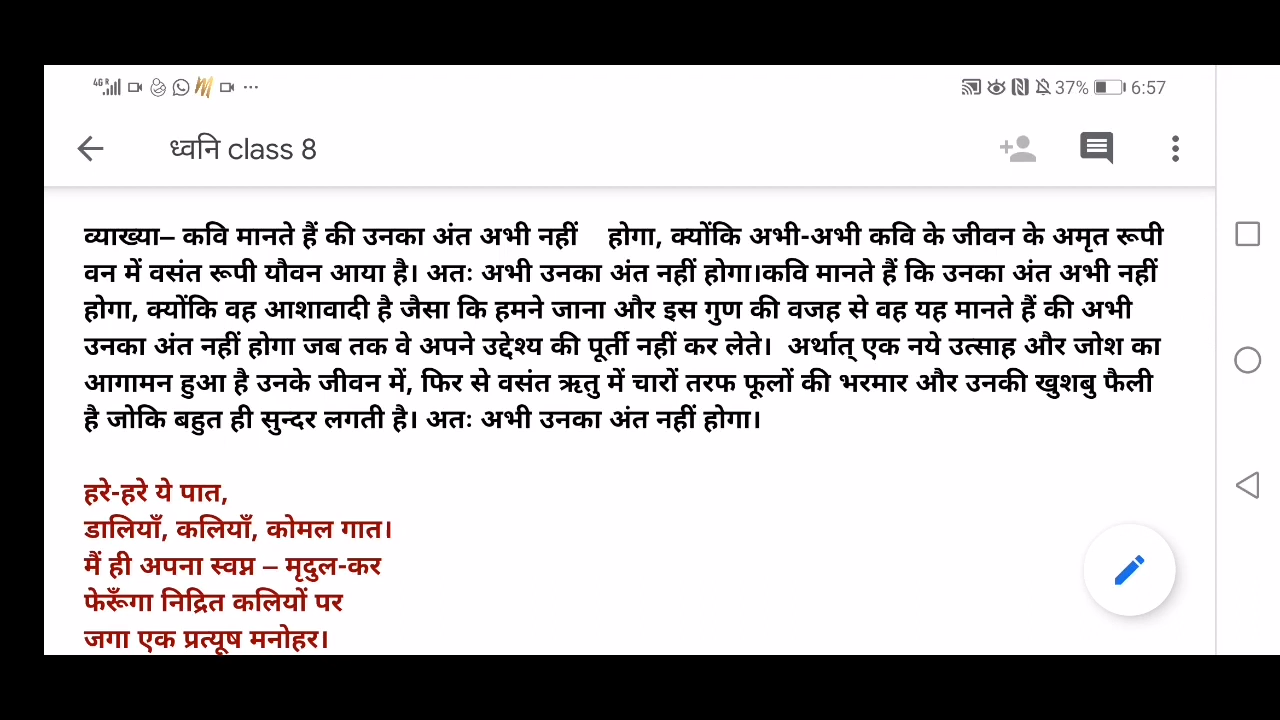 4G R 37% 6:57
ध्वनि class 8
व्याख्या– कवि मानते हैं की उनका अंत अभी नहीं होगा, क्योंकि अभी-अभी कवि के जीवन के अमृत रूपी
वन में वसंत रूपी यौवन आया है। अतः अभी उनका अंत नहीं होगा।कवि मानते हैं कि उनका अंत अभी नहीं
होगा, क्योंकि वह आशावादी है जैसा कि हमने जाना और इस गुण की वजह से वह यह मानते हैं की अभी
उनका अंत नहीं होगा जब तक वे अपने उद्देश्य की पूर्ती नहीं कर लेते। अर्थात् एक नये उत्साह और जोश का
आगामन हुआ है उनके जीवन में, फिर से वसंत ऋतु में चारों तरफ फूलों की भरमार और उनकी खुशबु फैली
है जोकि बहुत ही सुन्दर लगती है। अतः अभी उनका अंत नहीं होगा।
हरे-हरे ये पात,
डालियाँ, कलियाँ, कोमल गात।
मैं ही अपना स्वप्न – मृदुल-कर
फेरूँगा निद्रित कलियों पर
जगा एक प्रत्यूष मनोहर।